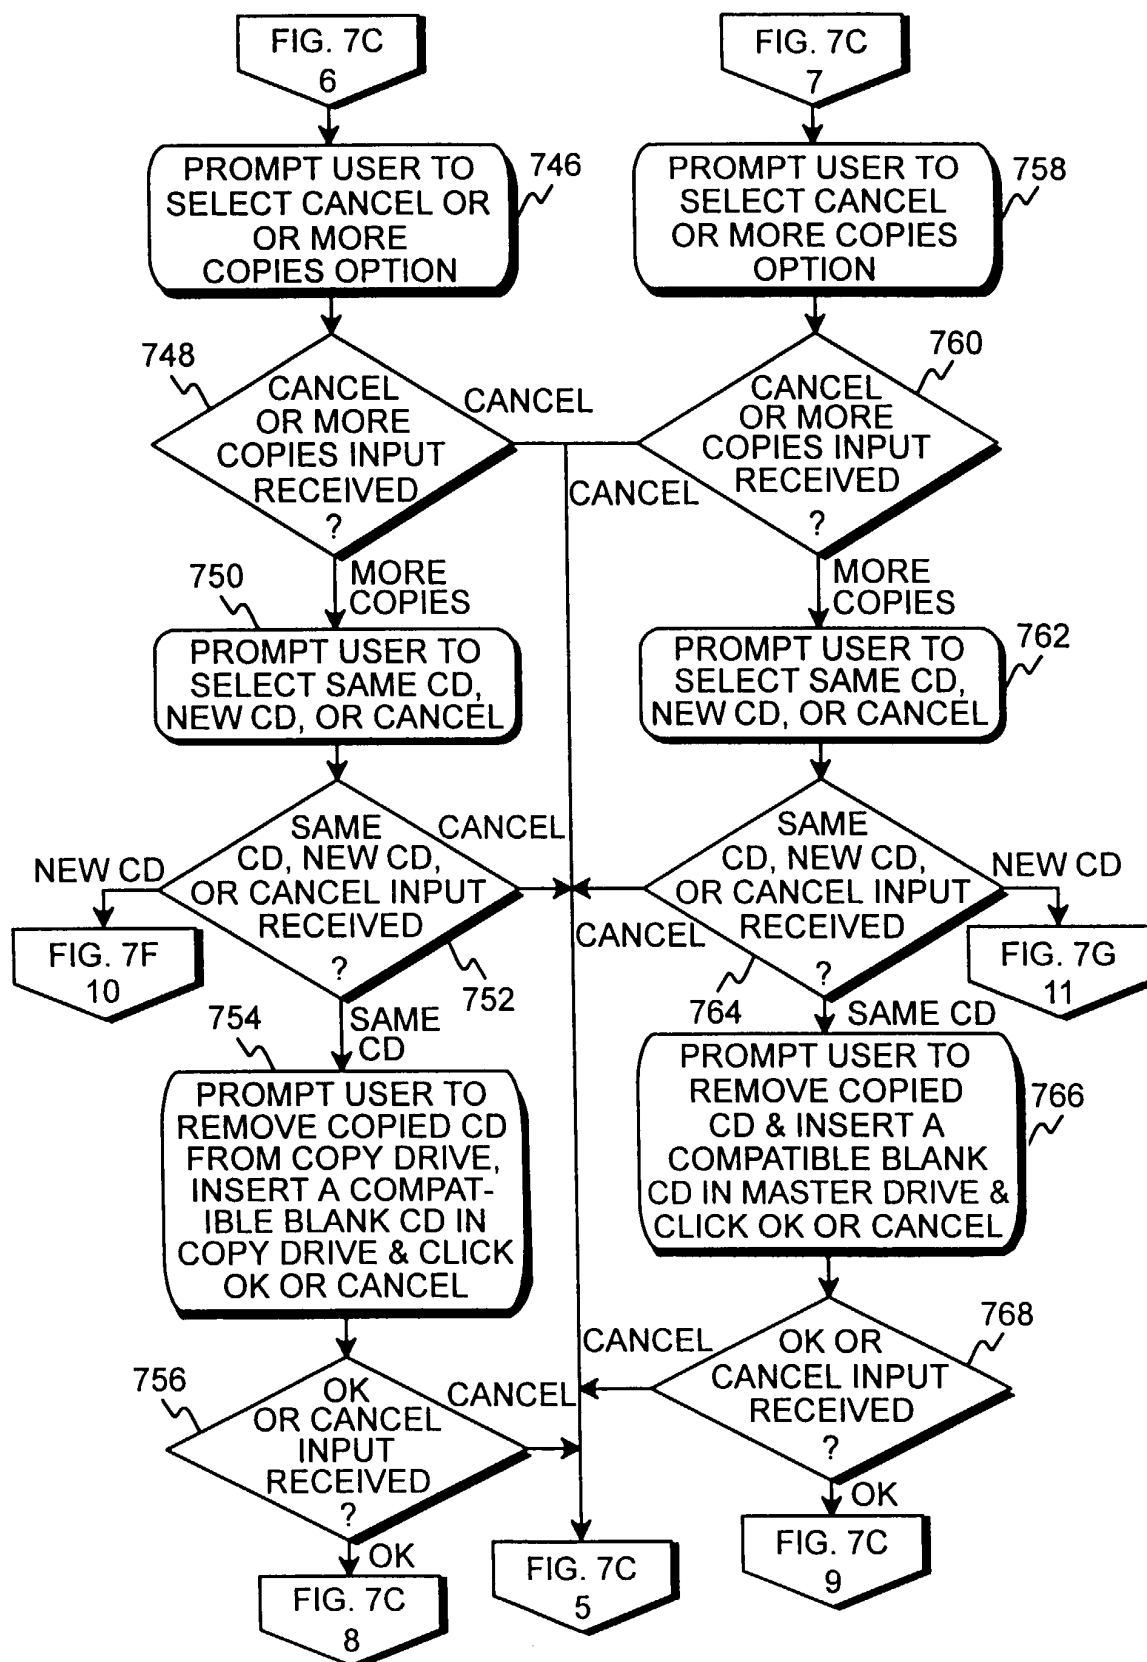 FIG. 7C
6
FIG. 7C
7
PROMPT USER TO
SELECT CANCEL OR
OR MORE
COPIES OPTION
746
PROMPT USER TO
SELECT CANCEL
OR MORE COPIES
OPTION
758
748
CANCEL
OR MORE
COPIES INPUT
RECEIVED
?
CANCEL
CANCEL
760
CANCEL
OR MORE
COPIES INPUT
RECEIVED
?
MORE
COPIES
MORE
COPIES
750
PROMPT USER TO
SELECT SAME CD,
NEW CD, OR CANCEL
762
PROMPT USER TO
SELECT SAME CD,
NEW CD, OR CANCEL
NEW CD
SAME
CD, NEW CD,
OR CANCEL INPUT
RECEIVED
?
CANCEL
752
FIG. 7F
10
CANCEL
SAME
CD, NEW CD,
OR CANCEL INPUT
RECEIVED
?
764
NEW CD
FIG. 7G
11
754
SAME
CD
SAME CD
PROMPT USER TO
REMOVE COPIED CD
FROM COPY DRIVE,
INSERT A COMPAT-
IBLE BLANK CD IN
COPY DRIVE & CLICK
OK OR CANCEL
PROMPT USER TO
REMOVE COPIED
CD & INSERT A
COMPATIBLE BLANK
CD IN MASTER DRIVE &
CLICK OK OR CANCEL
766
756
OK
OR CANCEL
INPUT
RECEIVED
?
CANCEL
CANCEL
OK OR
CANCEL INPUT
RECEIVED
?
768
OK
OK
FIG. 7C
8
FIG. 7C
5
FIG. 7C
9